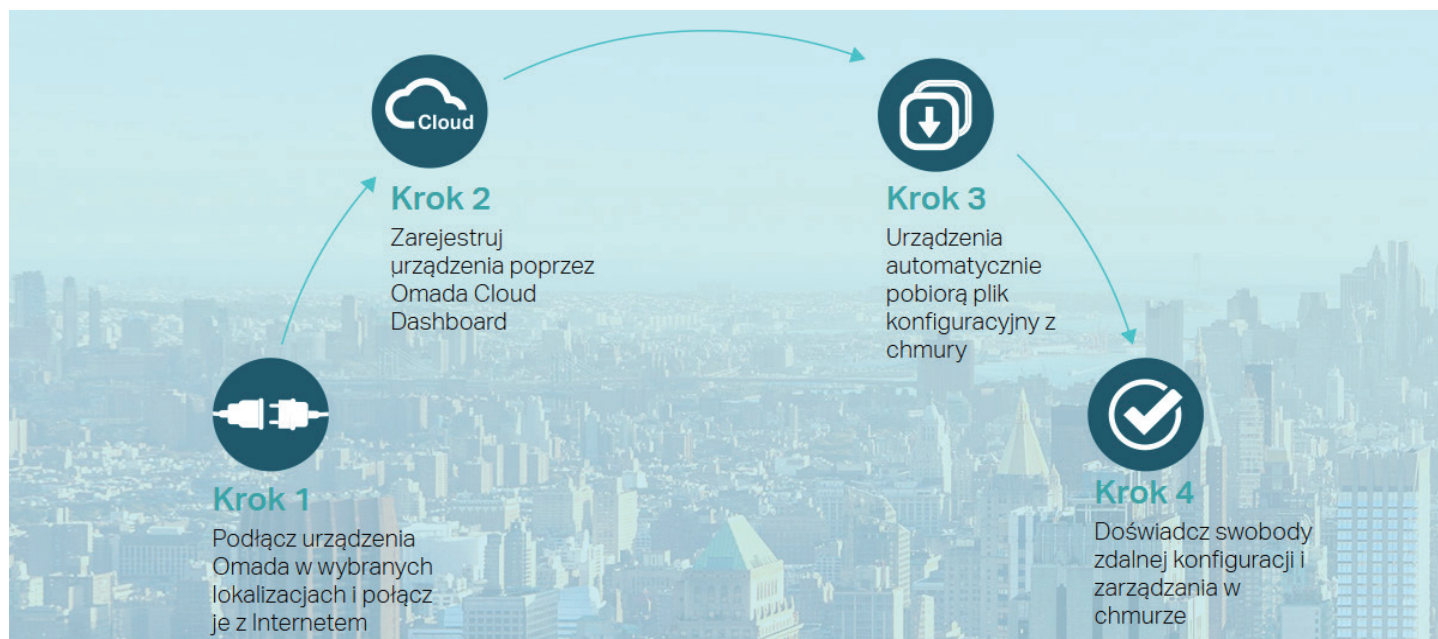 Krok 1
Podłącz urządzenia
Omada w wybranych
lokalizacjach i połącz
je z Internetem
Cloud
Krok 2
Zarejestruj
urządzenia poprzez
Omada Cloud
Dashboard
Krok 3
Urządzenia
automatycznie
pobiorą plik
konfiguracyjny z
chmury
Krok 4
Doświadcz swobody
zdalnej konfiguracji i
zarządzania w
chmurze